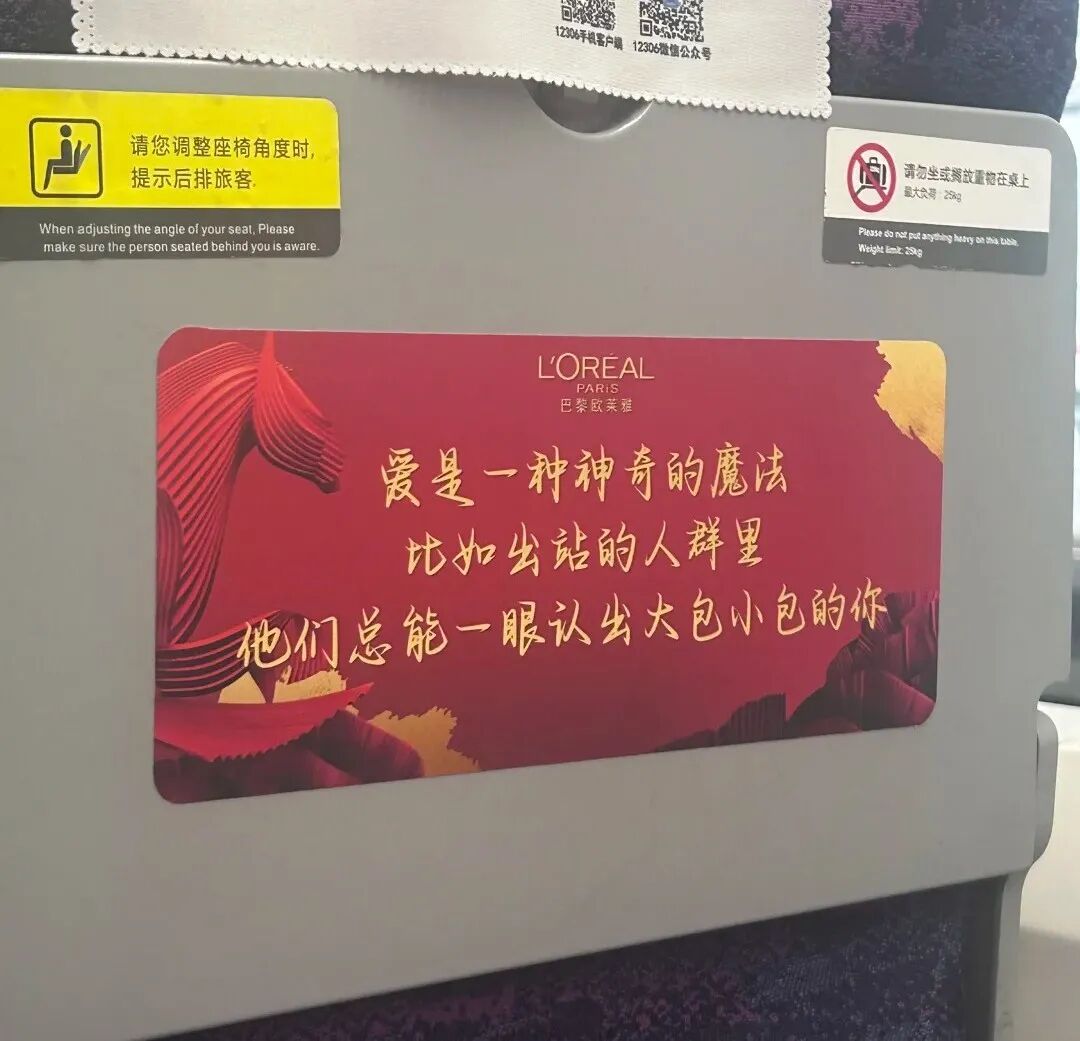 12306手机客户端
12306微信公众号
请您调整座椅角度时,
提示后排旅客.
When adjusting the angle of your seat, Please
make sure the person seated behind you is aware.
请勿坐或搁放重物在桌上
最大负荷:25kg
Please do not put anything heavy on this table.
Weight limit: 25kg
L'ORÉAL
PARIS
巴黎欧莱雅
爱是一种神奇的魔法
比如出站的人群里
他们总能一眼认出大包小包的你